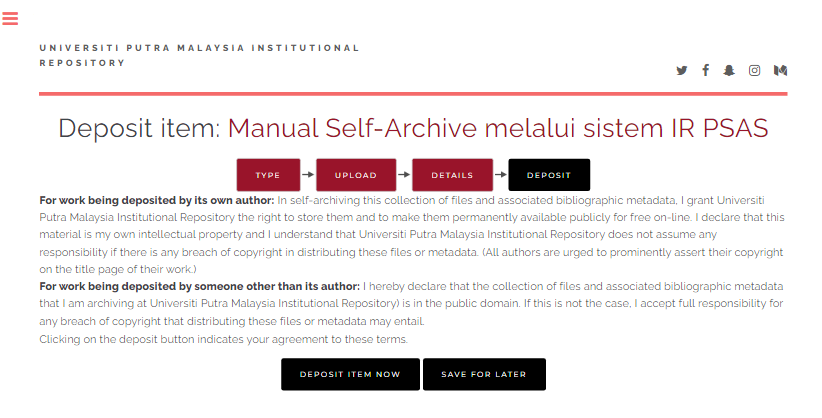 UNIVERSITI PUTRA MALAYSIA INSTITUTIONAL
REPOSITORY
Deposit item: Manual Self-Archive melalui sistem IR PSAS
TYPE UPLOAD DETAILS DEPOSIT
For work being deposited by its own author: In self-archiving this collection of files and associated bibliographic metadata, I grant Universiti
Putra Malaysia Institutional Repository the right to store them and to make them permanently available publicly for free on-line. I declare that this
material is my own intellectual property and I understand that Universiti Putra Malaysia Institutional Repository does not assume any
responsibility if there is any breach of copyright in distributing these files or metadata. (All authors are urged to prominently assert their copyright
on the title page of their work.)
For work being deposited by someone other than its author: I hereby declare that the collection of files and associated bibliographic metadata
that I am archiving at Universiti Putra Malaysia Institutional Repository) is in the public domain. If this is not the case, I accept full responsibility for
any breach of copyright that distributing these files or metadata may entail.
Clicking on the deposit button indicates your agreement to these terms.
DEPOSIT ITEM NOW SAVE FOR LATER